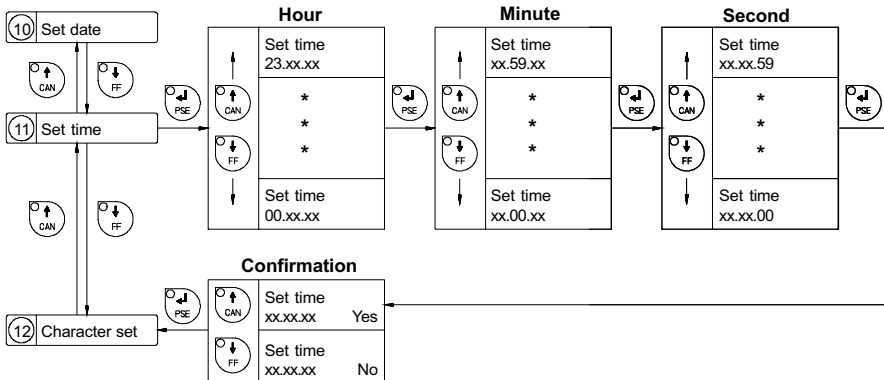 Hour
Minute
Second
10 Set date
CAN
FF
11 Set time
PSE
Set time
23.xx.xx
CAN
*
*
*
FF
Set time
00.xx.xx
PSE
Set time
xx.59.xx
CAN
*
*
*
FF
Set time
xx.00.xx
PSE
Set time
xx.xx.59
CAN
*
*
*
FF
Set time
xx.xx.00
PSE
CAN
FF
Confirmation
12 Character set
PSE
CAN
Set time
xx.xx.xx Yes
FF
Set time
xx.xx.xx No